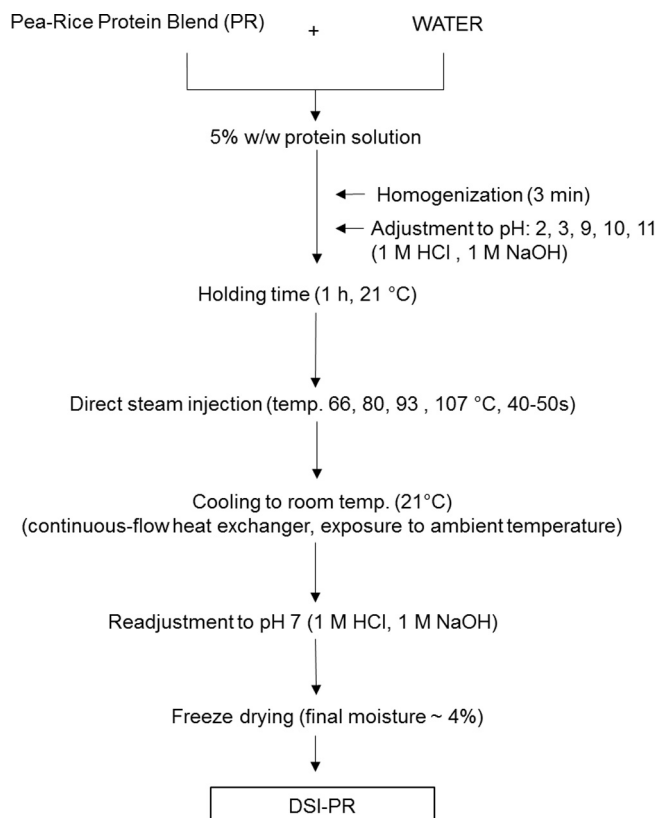 Pea-Rice Protein Blend (PR) + WATER
5% w/w protein solution
Homogenization (3 min)
Adjustment to pH: 2, 3, 9, 10, 11
(1 M HCl , 1 M NaOH)
Holding time (1 h, 21 °C)
Direct steam injection (temp. 66, 80, 93 , 107 °C, 40-50s)
Cooling to room temp. (21°C)
(continuous-flow heat exchanger, exposure to ambient temperature)
Readjustment to pH 7 (1 M HCl, 1 M NaOH)
Freeze drying (final moisture ~ 4%)
DSI-PR